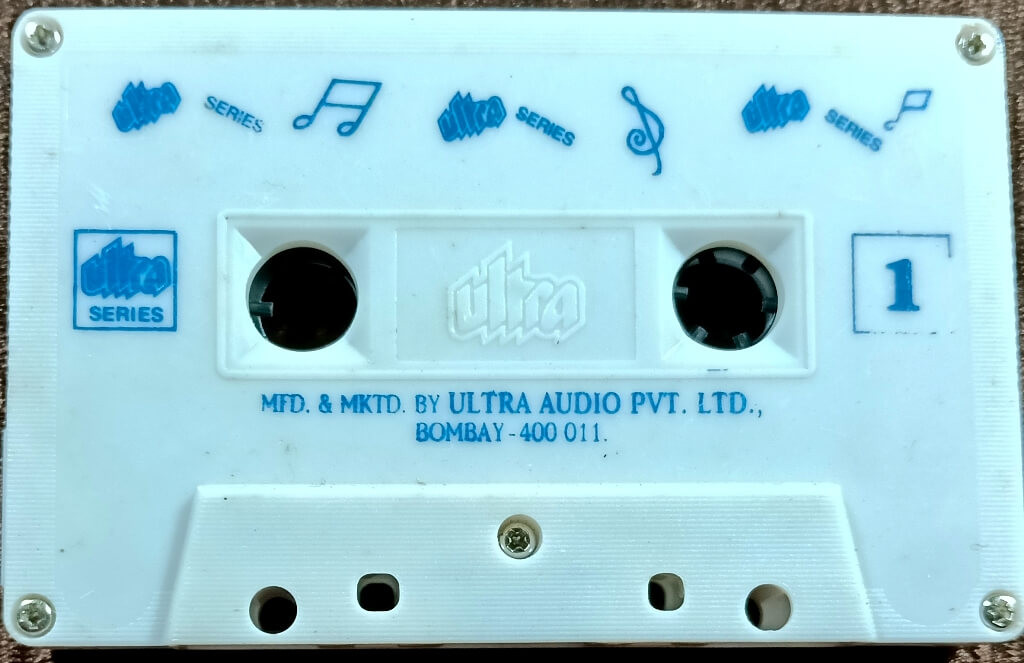 ultra SERIES ultra SERIES ultra SERIES
ultra
SERIES
ultra
1
MFD. & MKTD. BY ULTRA AUDIO PVT. LTD.,
BOMBAY - 400 011.